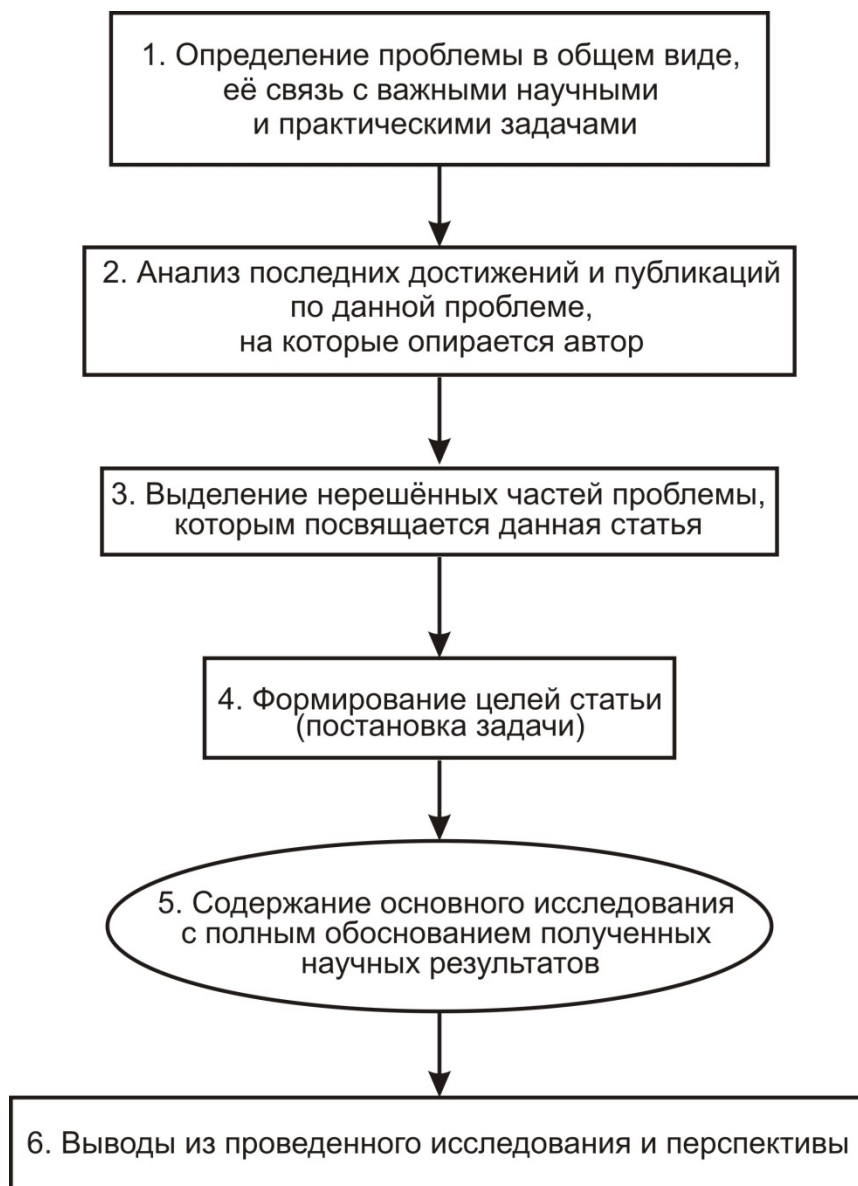 1. Определение проблемы в общем виде,
её связь с важными научными
и практическими задачами
2. Анализ последних достижений и публикаций
по данной проблеме,
на которые опирается автор
3. Выделение нерешённых частей проблемы,
которым посвящается данная статья
4. Формирование целей статьи
(постановка задачи)
5. Содержание основного исследования
с полным обоснованием полученных
научных результатов
6. Выводы из проведенного исследования и перспективы